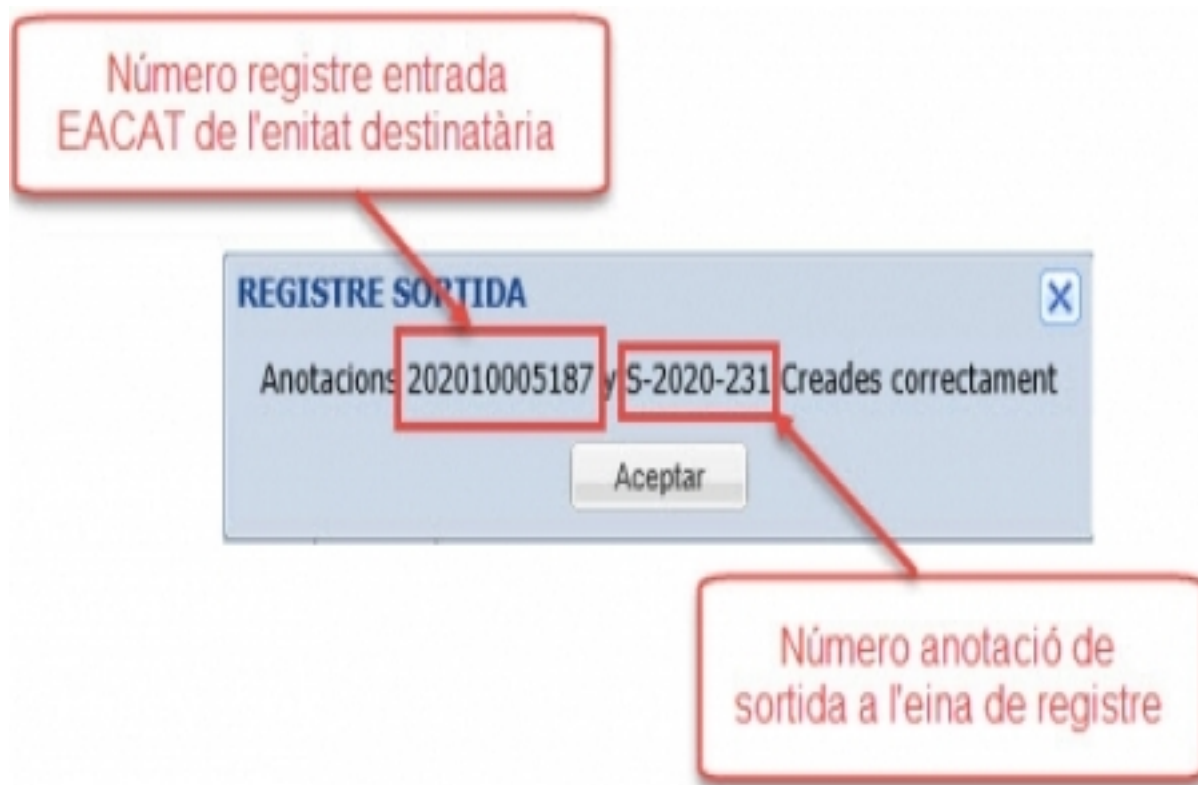 Número registre entrada
EACAT de l'enitat destinatària
REGISTRE SORTIDA
Anotacions 202010005187 y S-2020-231 Creades correctament
Aceptar
Número anotació de
sortida a l'eina de registre